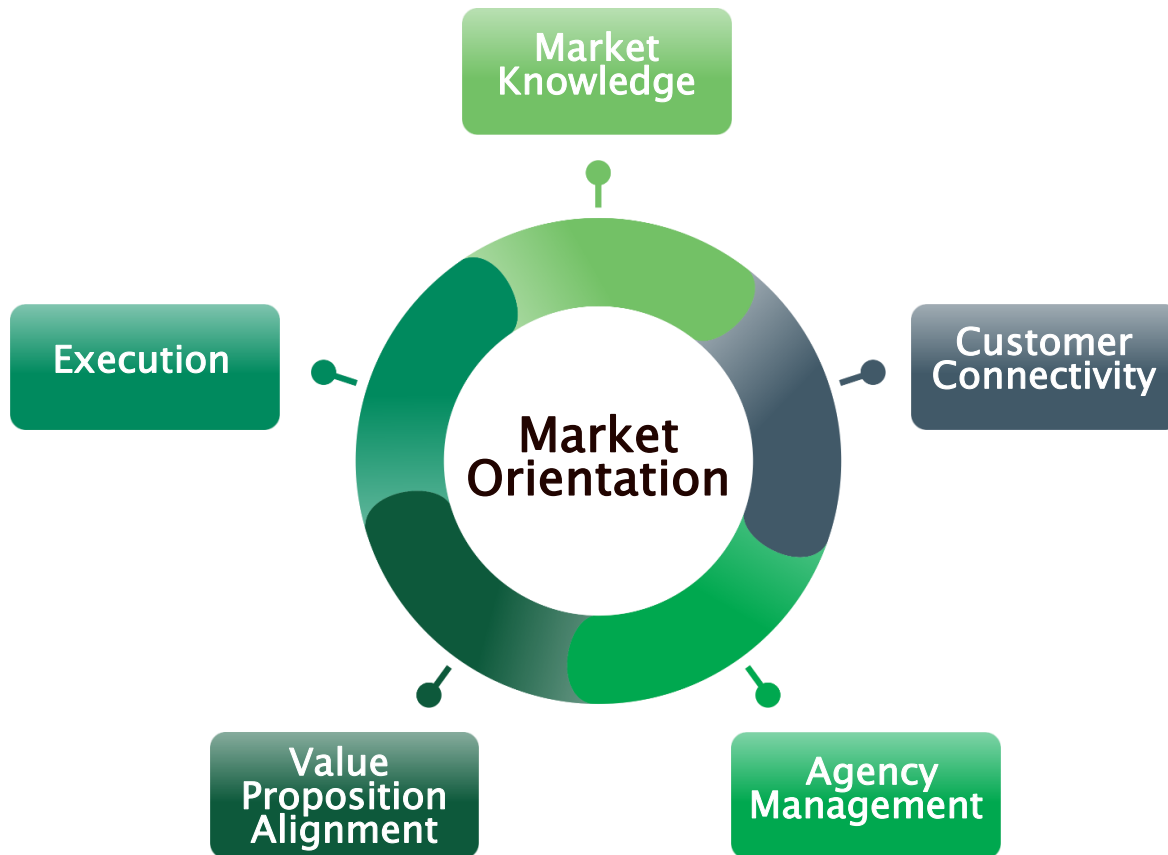 Market
Knowledge
Customer
Connectivity
Execution
Market
Orientation
Value
Proposition
Alignment
Agency
Management